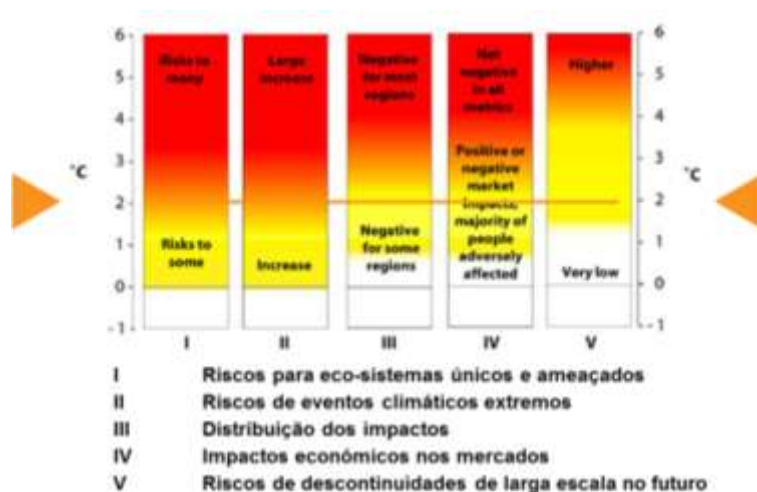 6
5
4
3
2
1
0
-1
°C
Risks to many
Risks to some
Large increase
Increase
Negative for most regions
Negative for some regions
Net negative in all metrics
Positive or negative market impacts; majority of people adversely affected
Higher
Very low
6
5
4
3
2
1
0
-1
°C
I II III IV V
I Riscos para eco-sistemas únicos e ameaçados
II Riscos de eventos climáticos extremos
III Distribuição dos impactos
IV Impactos económicos nos mercados
V Riscos de descontinuidades de larga escala no futuro